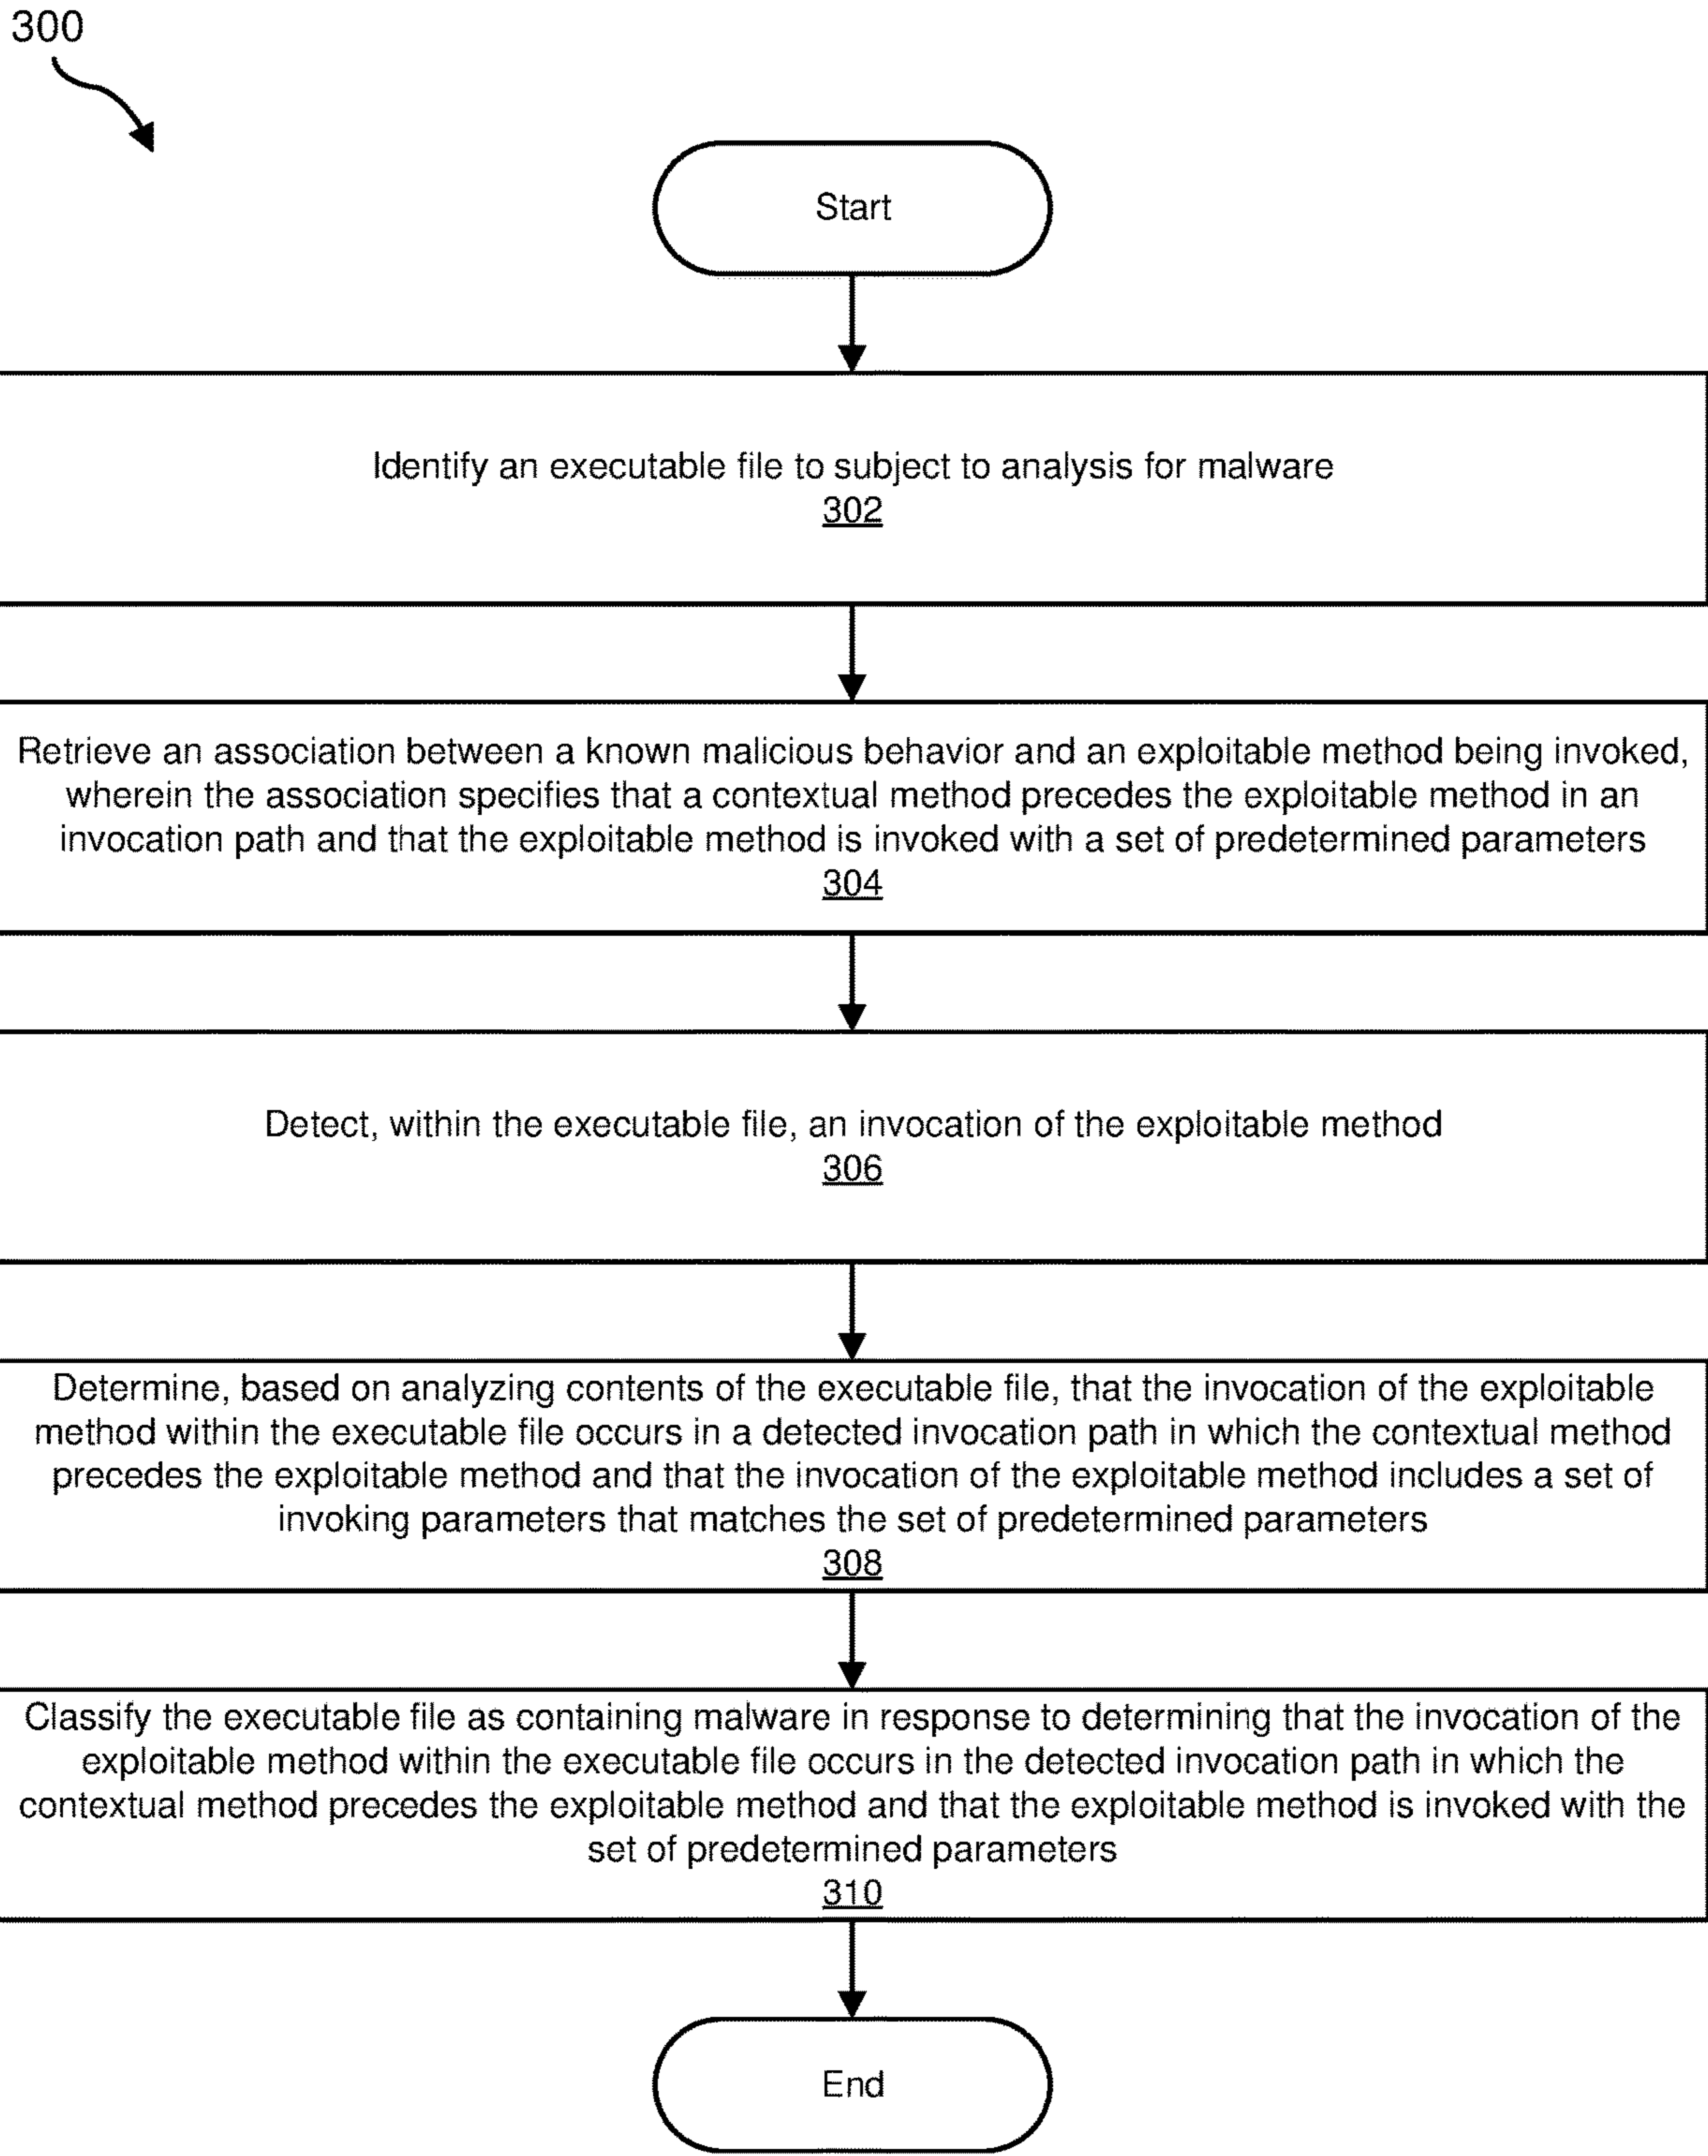 300
Start
Identify an executable file to subject to analysis for malware
302
Retrieve an association between a known malicious behavior and an exploitable method being invoked,
wherein the association specifies that a contextual method precedes the exploitable method in an
invocation path and that the exploitable method is invoked with a set of predetermined parameters
304
Detect, within the executable file, an invocation of the exploitable method
306
Determine, based on analyzing contents of the executable file, that the invocation of the exploitable
method within the executable file occurs in a detected invocation path in which the contextual method
precedes the exploitable method and that the invocation of the exploitable method includes a set of
invoking parameters that matches the set of predetermined parameters
308
Classify the executable file as containing malware in response to determining that the invocation of the
exploitable method within the executable file occurs in the detected invocation path in which the
contextual method precedes the exploitable method and that the exploitable method is invoked with the
set of predetermined parameters
310
End